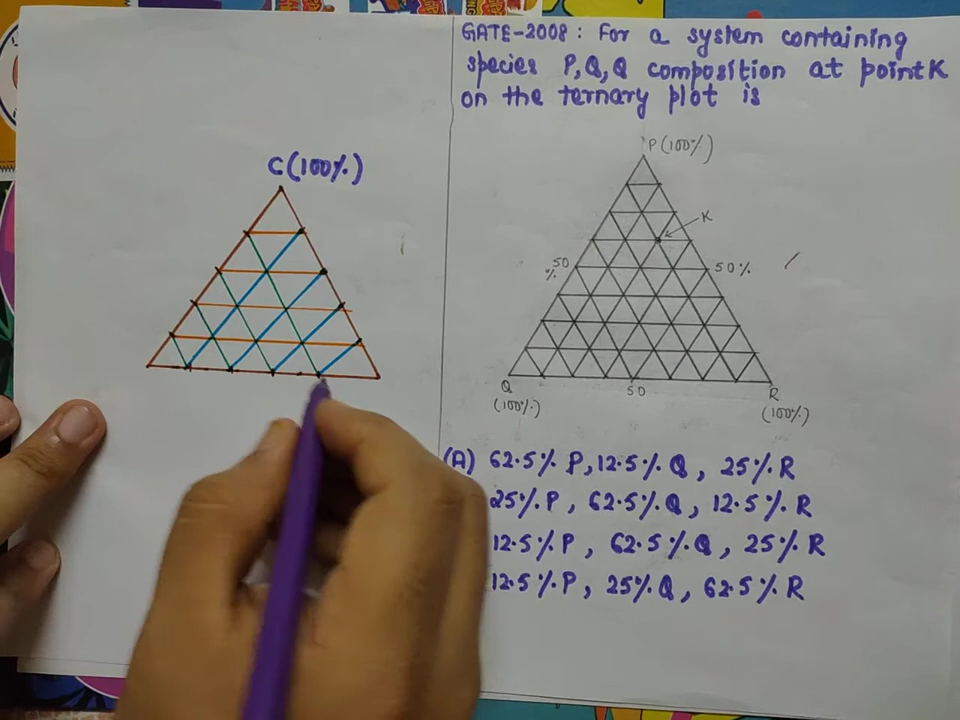 C(100%)
GATE-2008: For a system containing
species P,Q,Q composition at point K
on the ternary plot is
P(100%)
K
50
%
50%
Q
(100%)
50
R
(100%)
(A) 62.5% P, 12.5% Q, 25% R
25% P, 62.5% Q, 12.5% R
12.5% P, 62.5% Q, 25% R
12.5% P, 25% Q, 62.5% R